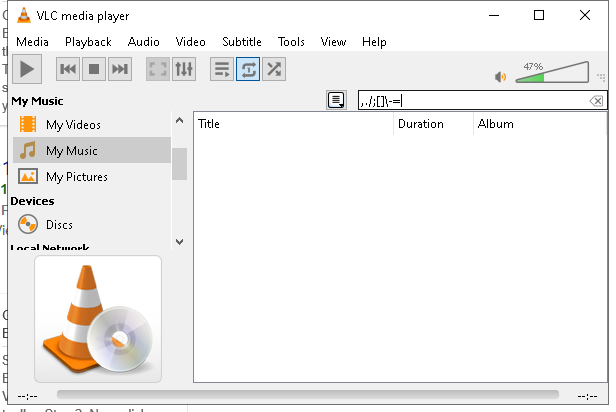 VLC media player
Media Playback Audio Video Subtitle Tools View Help
47%
My Music
,./;[]\-=
My Videos
Title Duration Album
My Music
My Pictures
Devices
Discs
Local Network
--:-- --:--